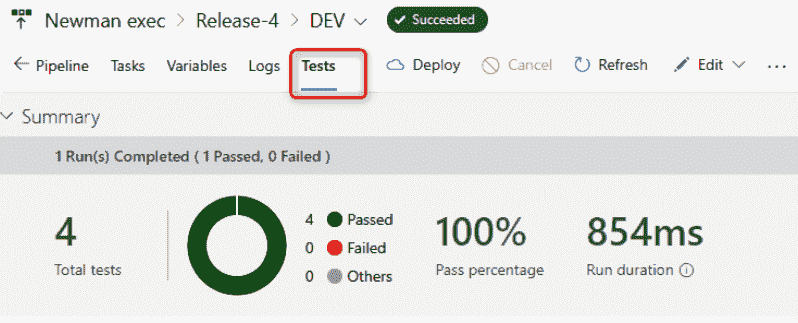 Newman exec > Release-4 > DEV Succeeded
Pipeline Tasks Variables Logs Tests Deploy Cancel Refresh Edit ...
Summary
1 Run(s) Completed ( 1 Passed, 0 Failed )
4
Total tests
4 Passed
0 Failed
0 Others
100%
Pass percentage
854ms
Run duration